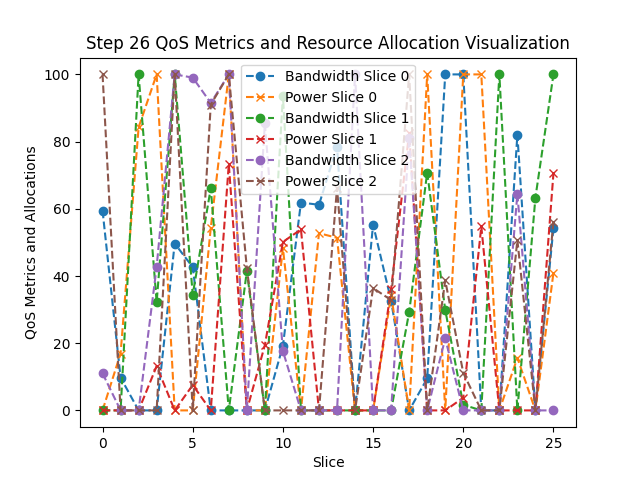 Step 26 QoS Metrics and Resource Allocation Visualization
QoS Metrics and Allocations
100
80
60
40
20
0
Bandwidth Slice 0
Power Slice 0
Bandwidth Slice 1
Power Slice 1
Bandwidth Slice 2
Power Slice 2
0 5 10 15 20 25
Slice